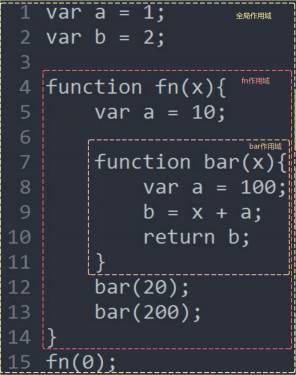 全局作用域
1 var a = 1;
2 var b = 2;
3
fn作用域
4 function fn(x){
5 var a = 10;
6
bar作用域
7 function bar(x){
8 var a = 100;
9 b = x + a;
10 return b;
11 }
12 bar(20);
13 bar(200);
14 }
15 fn(0);